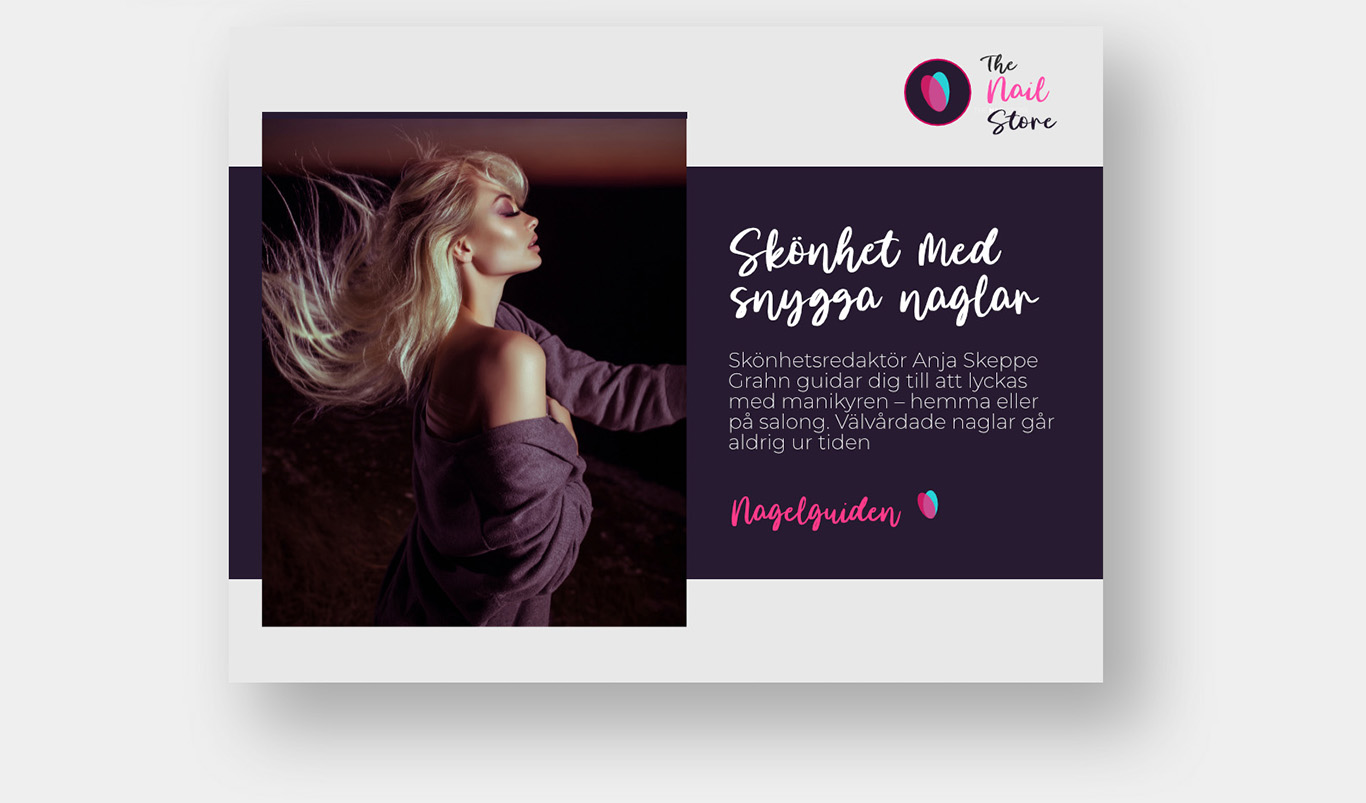 The
Nail
Store
Skönhet Med
snygga naglar
Skönhetsredaktör Anja Skeppe
Grahn guidar dig till att lyckas
med manikyren – hemma eller
på salong. Välvårdade naglar går
aldrig ur tiden
Nagelguiden